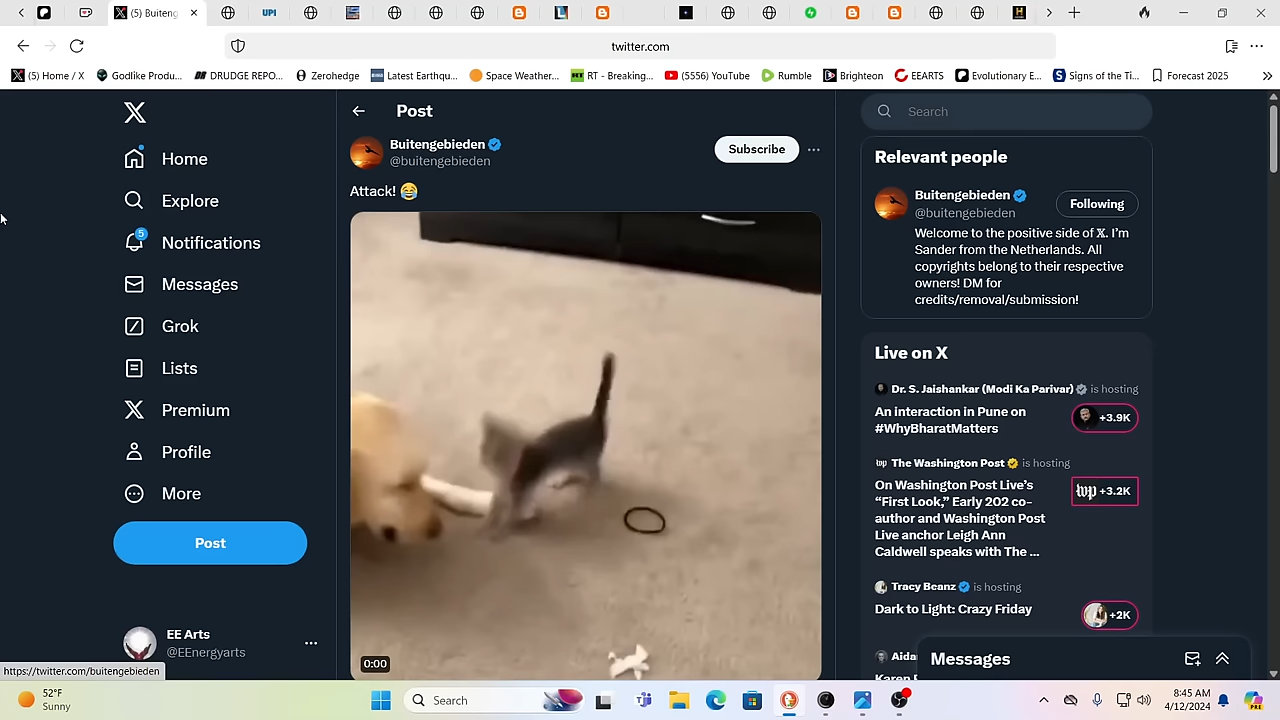 (5) Buiteng
UPI
twitter.com
(5) Home / X
Godlike Produ...
DRUDGE REPO...
Zerohedge
Latest Earthqu...
Space Weather...
RT - Breaking...
(5556) YouTube
Rumble
Brighteon
EEARTS
Evolutionary E...
Signs of the Ti...
Forecast 2025
Home
Explore
5
Notifications
Messages
Grok
Lists
Premium
Profile
More
Post
EE Arts
@EEnergyarts
https://twitter.com/buitengebieden
Post
Buitengebieden
@buitengebieden
Subscribe
Attack! 😂
0:00
Search
Relevant people
Buitengebieden
@buitengebieden
Following
Welcome to the positive side of 𝕏. I'm
Sander from the Netherlands. All
copyrights belong to their respective
owners! DM for
credits/removal/submission!
Live on X
Dr. S. Jaishankar (Modi Ka Parivar) is hosting
An interaction in Pune on
#WhyBharatMatters
+3.9K
The Washington Post is hosting
On Washington Post Live's
"First Look," Early 202 co-
author and Washington Post
Live anchor Leigh Ann
Caldwell speaks with The ...
wp +3.2K
Tracy Beanz is hosting
Dark to Light: Crazy Friday
+2K
Aida
Messages
52°F
Sunny
Search
8:45 AM
4/12/2024
PRE